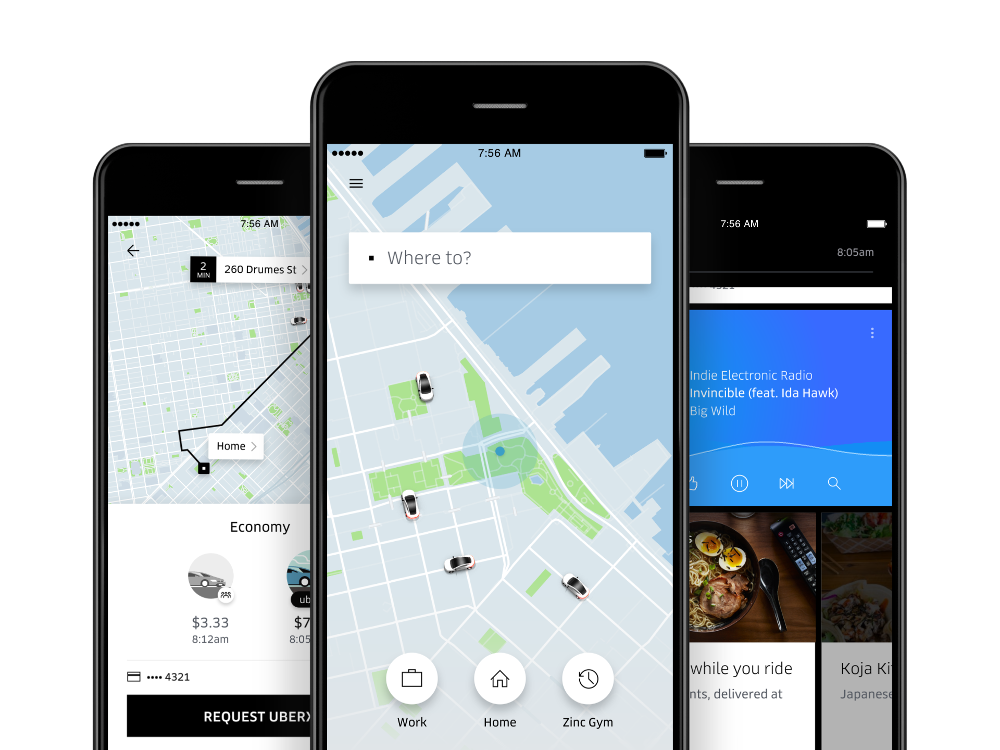 7:56 AM
2
MIN
260 Drumes St
Home
Economy
ub
$3.33
$7
8:12am
8:05
•••• 4321
REQUEST UBERX
7:56 AM
Where to?
Work
Home
Zinc Gym
7:56 AM
8:05am
4321
Indie Electronic Radio
Invincible (feat. Ida Hawk)
Big Wild
while you ride
nts, delivered at
Koja Ki
Japanese